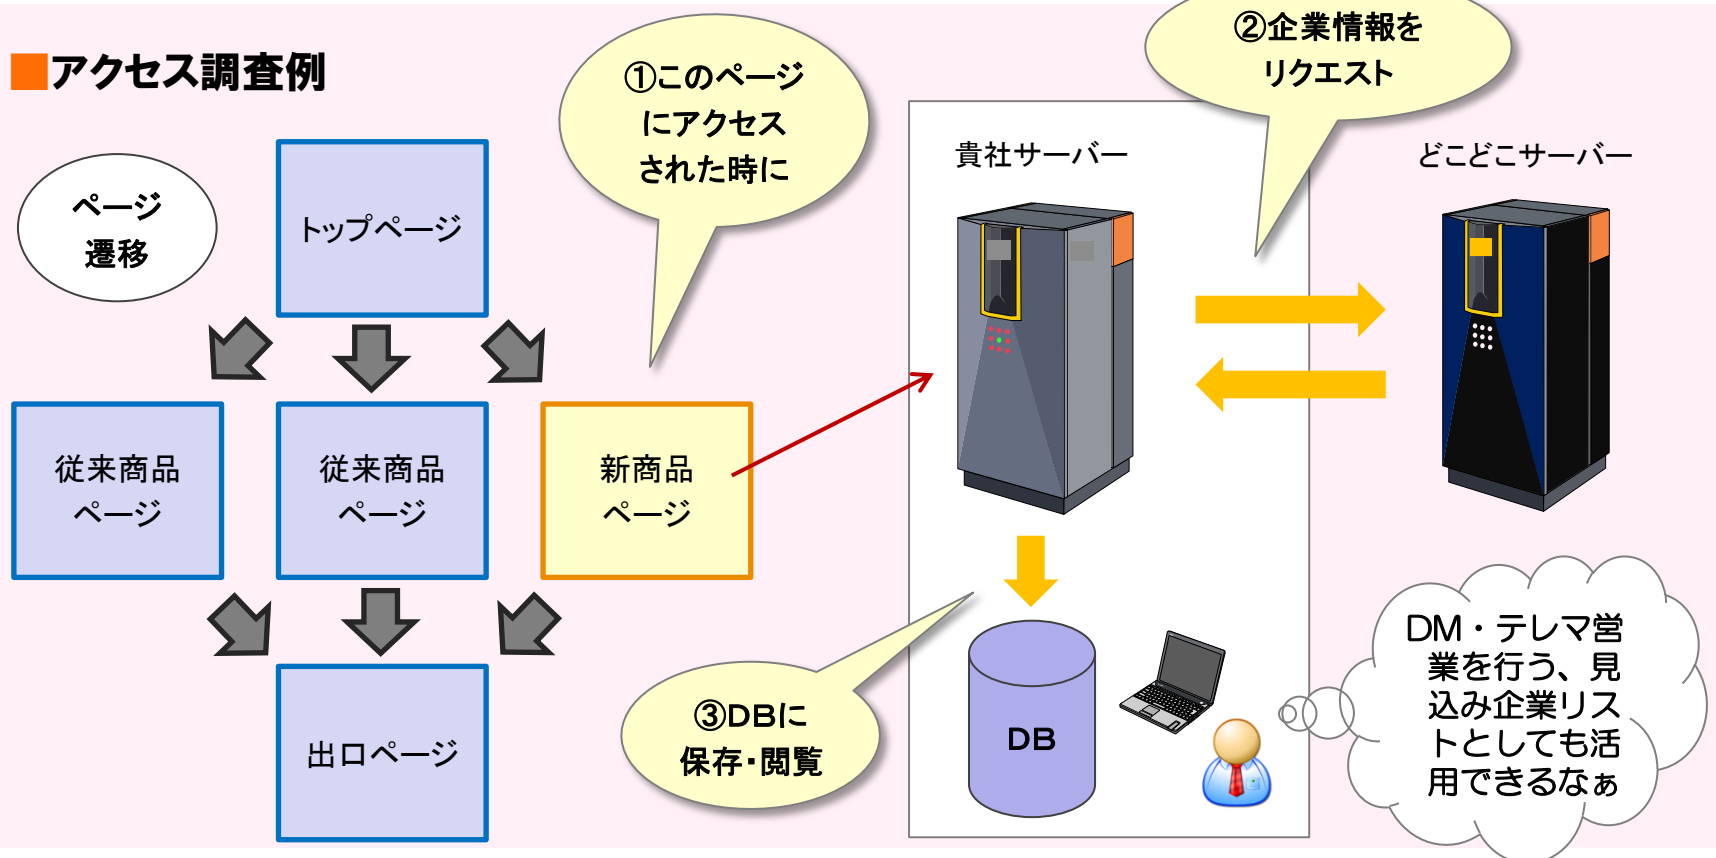 ■アクセス調査例
ページ
遷移
トップページ
従来商品
ページ
従来商品
ページ
新商品
ページ
出口ページ
①このページ
にアクセス
された時に
②企業情報を
リクエスト
貴社サーバー
どこどこサーバー
③DBに
保存・閲覧
DB
DM・テレマ営
業を行う、見
込み企業リス
トとしても活
用できるなぁ